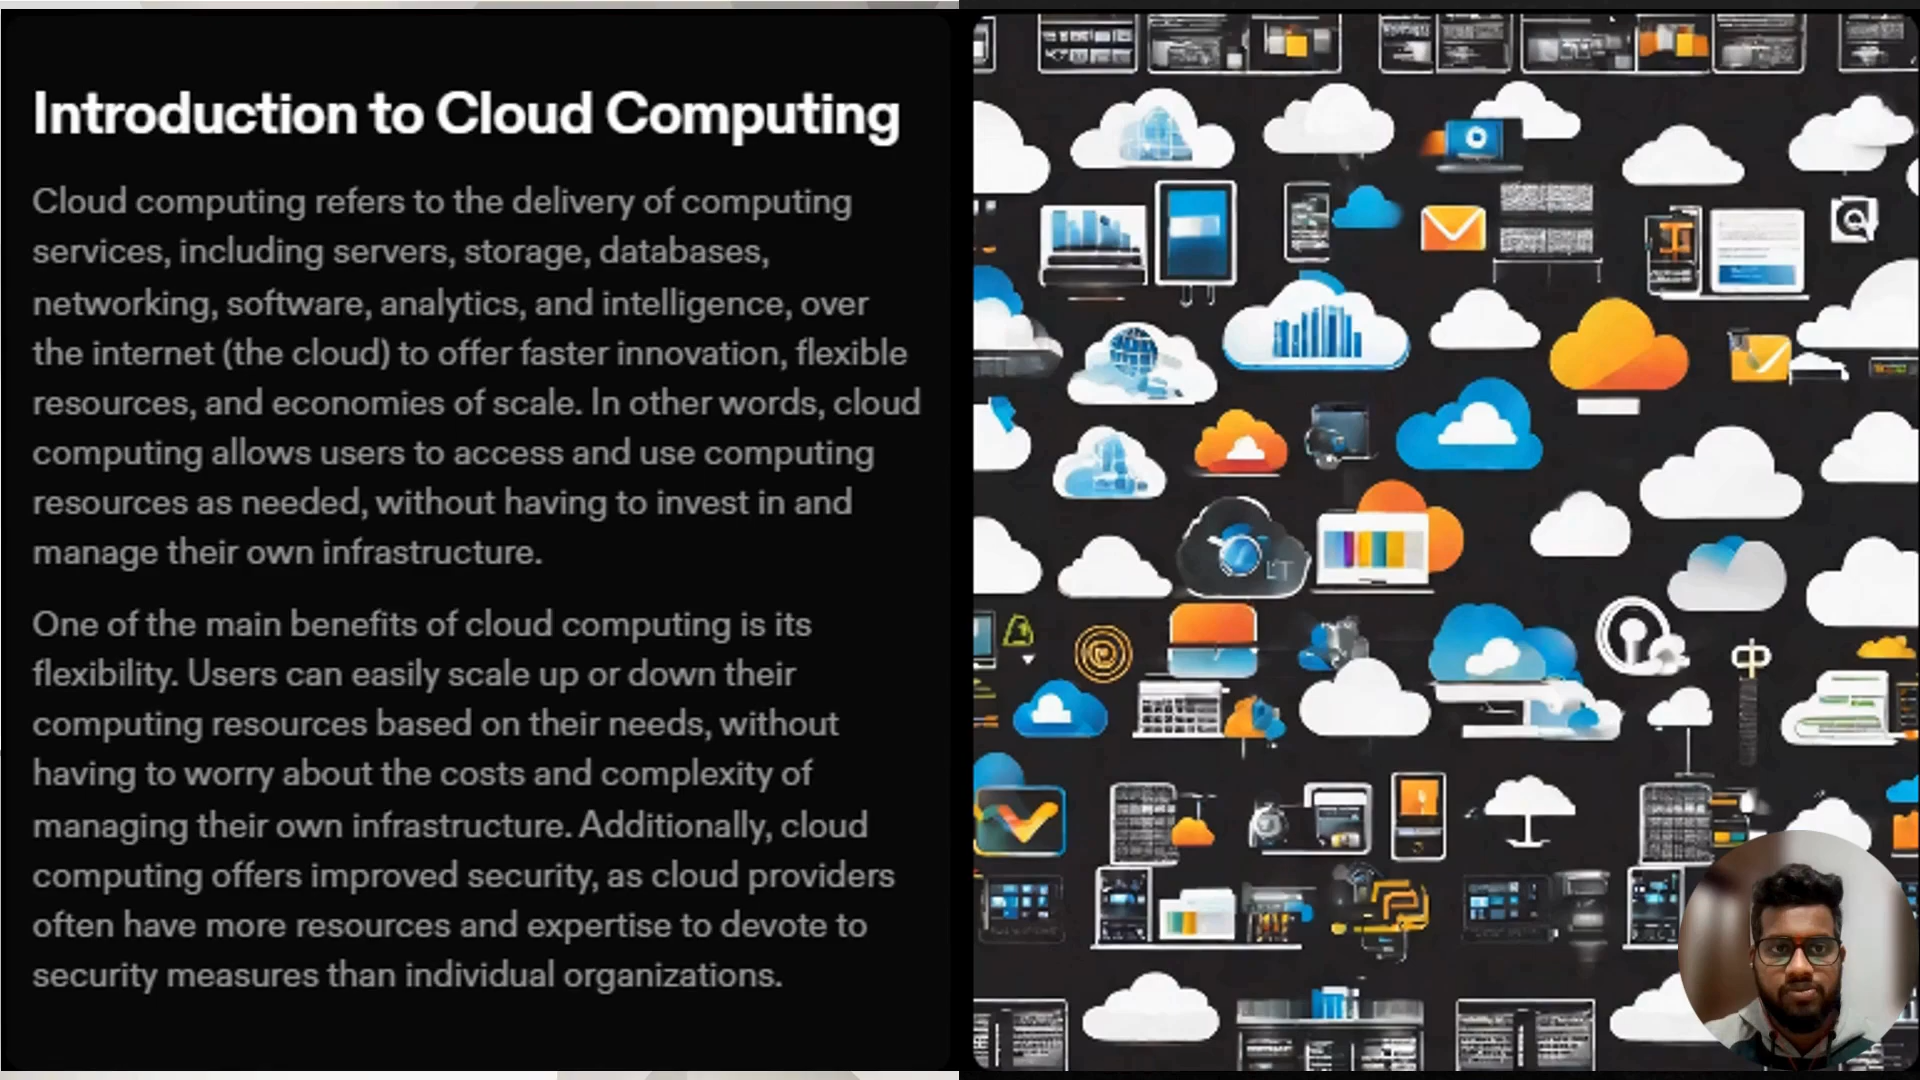 Introduction to Cloud Computing
Cloud computing refers to the delivery of computing
services, including servers, storage, databases,
networking, software, analytics, and intelligence, over
the internet (the cloud) to offer faster innovation, flexible
resources, and economies of scale. In other words, cloud
computing allows users to access and use computing
resources as needed, without having to invest in and
manage their own infrastructure.
One of the main benefits of cloud computing is its
flexibility. Users can easily scale up or down their
computing resources based on their needs, without
having to worry about the costs and complexity of
managing their own infrastructure. Additionally, cloud
computing offers improved security, as cloud providers
often have more resources and expertise to devote to
security measures than individual organizations.